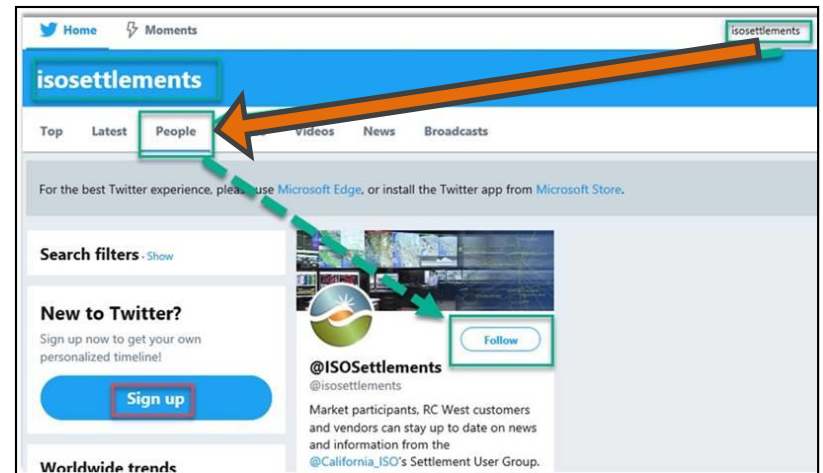 Home Moments isosettlements
isosettlements
Top Latest People Videos News Broadcasts
For the best Twitter experience, please use Microsoft Edge, or install the Twitter app from Microsoft Store.
Search filters · Show
New to Twitter?
Sign up now to get your own
personalized timeline!
Sign up
Worldwide trends
Follow
@ISOSettlements
@isosettlements
Market participants, RC West customers
and vendors can stay up to date on news
and information from the
@California_ISO's Settlement User Group.